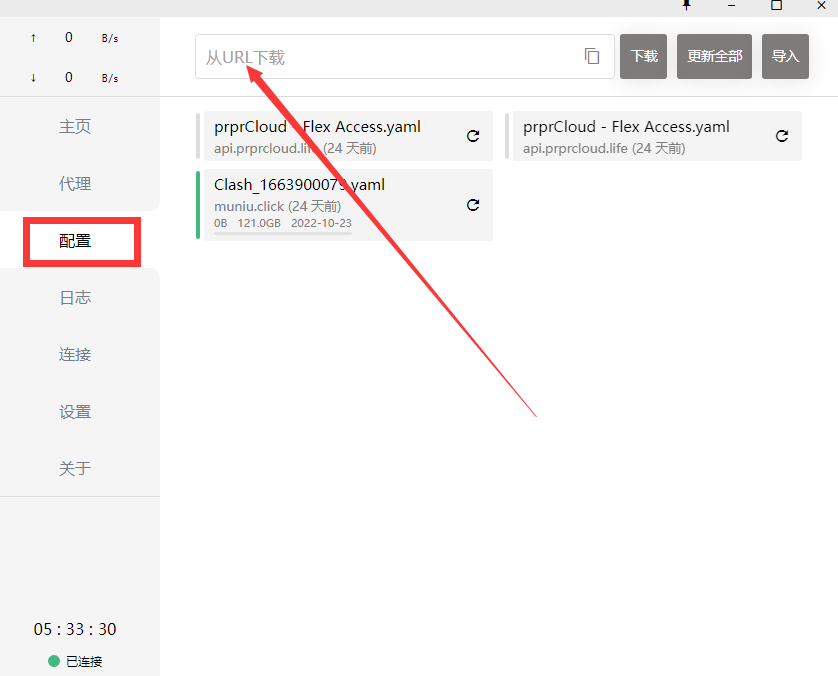 ↑ 0 B/s
↓ 0 B/s
主页
代理
配置
日志
连接
设置
关于
05 : 33 : 30
已连接
从URL下载
下载
更新全部
导入
prprCloud - Flex Access.yaml
api.prprcloud.life (24 天前)
prprCloud - Flex Access.yaml
api.prprcloud.life (24 天前)
Clash_1663900079.yaml
muniu.click (24 天前)
0B 121.0GB 2022-10-23